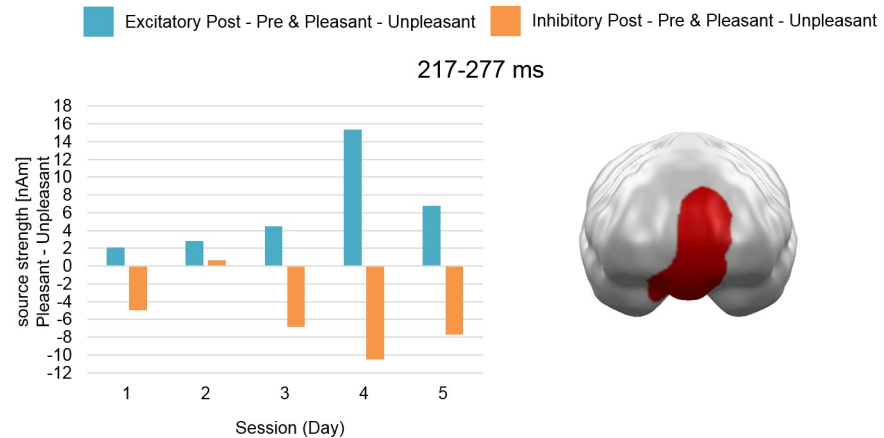 Excitatory Post - Pre & Pleasant - Unpleasant
Inhibitory Post - Pre & Pleasant - Unpleasant
217-277 ms
source strength [nAm]
Pleasant - Unpleasant
18
16
14
12
10
8
6
4
2
0
-2
-4
-6
-8
-10
-12
1 2 3 4 5
Session (Day)